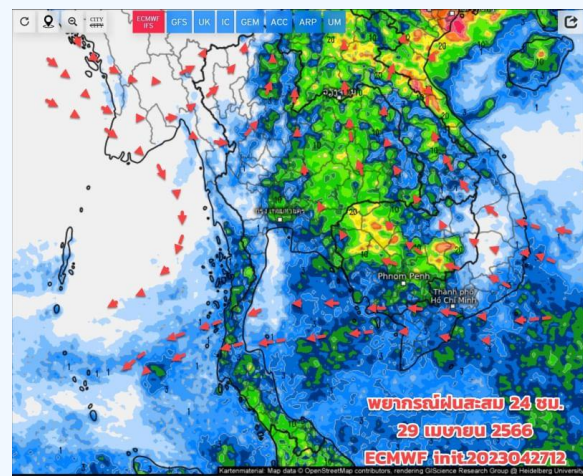 CITY
CITY
ECMWF IFS GFS UK IC GEM ACC ARP UM
Phnom Penh
Thành phố
Hồ Chí Minh
พยากรณ์ฝนสะสม 24 ชม.
29 เมษายน 2566
ECMWF init.2023042712
Kartenmaterial: Map data © OpenStreetMap contributors, rendering GIScience Research Group @ Heidelberg Univers